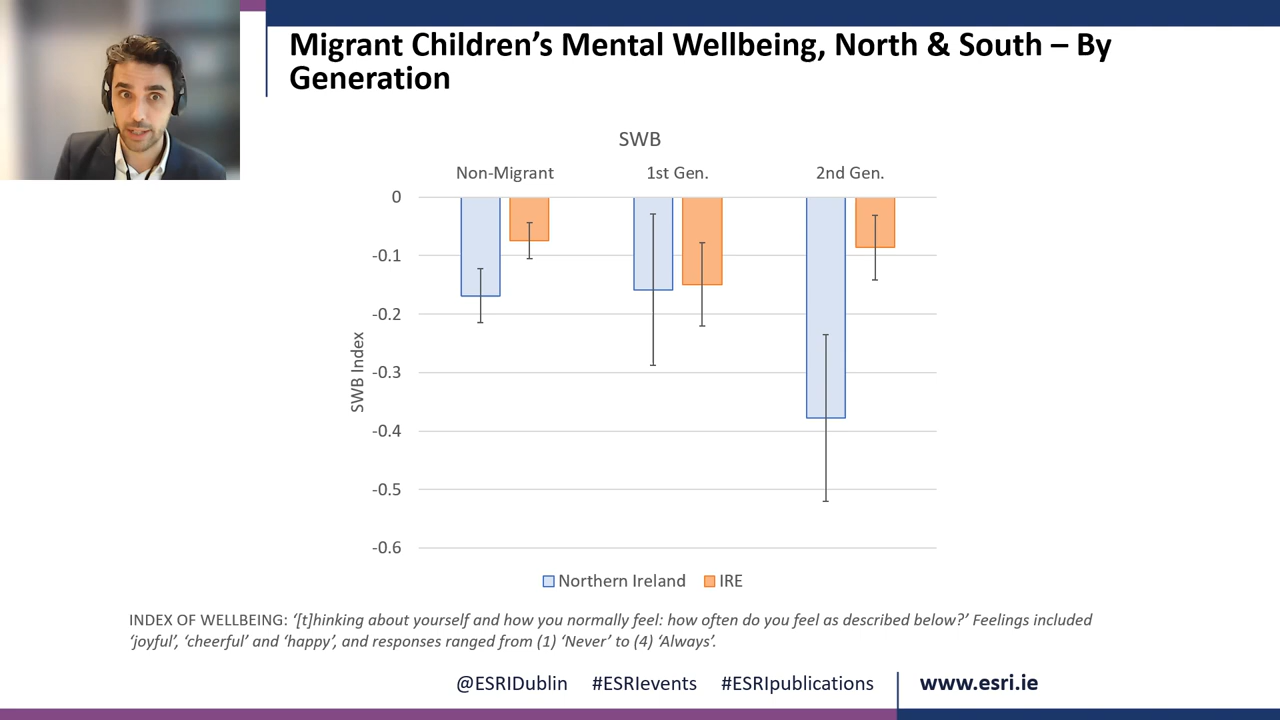 Migrant Children’s Mental Wellbeing, North & South – By
Generation
SWB
Non-Migrant 1st Gen. 2nd Gen.
0
-0.1
-0.2
-0.3
-0.4
-0.5
-0.6
SWB Index
Northern Ireland IRE
INDEX OF WELLBEING: ‘[t]hinking about yourself and how you normally feel: how often do you feel as described below?’ Feelings included
‘joyful’, ‘cheerful’ and ‘happy’, and responses ranged from (1) ‘Never’ to (4) ‘Always’.
@ESRIDublin #ESRIevents #ESRIpublications www.esri.ie